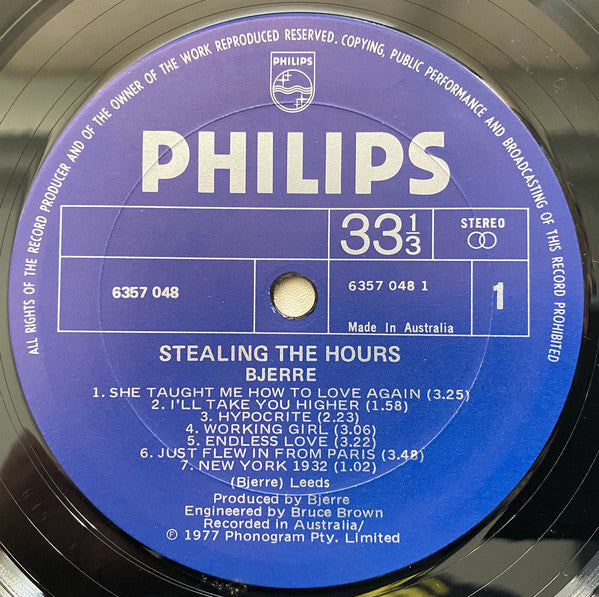 ALL RIGHTS OF THE RECORD PRODUCER AND OF THE OWNER OF THE WORK REPRODUCED RESERVED. COPYING, PUBLIC PERFORMANCE AND BROADCASTING OF THIS RECORD PROHIBITED
PHILIPS
PHILIPS
33 1/3
STEREO
6357 048
6357 048 1
1
Made In Australia
STEALING THE HOURS
BJERRE
1. SHE TAUGHT ME HOW TO LOVE AGAIN (3.25)
2. I'LL TAKE YOU HIGHER (1.58)
3. HYPOCRITE (2.23)
4. WORKING GIRL (3.06)
5. ENDLESS LOVE (3.22)
6. JUST FLEW IN FROM PARIS (3.48)
7. NEW YORK 1932 (1.02)
(Bjerre) Leeds
Produced by Bjerre
Engineered by Bruce Brown
Recorded in Australia/
℗ 1977 Phonogram Pty. Limited